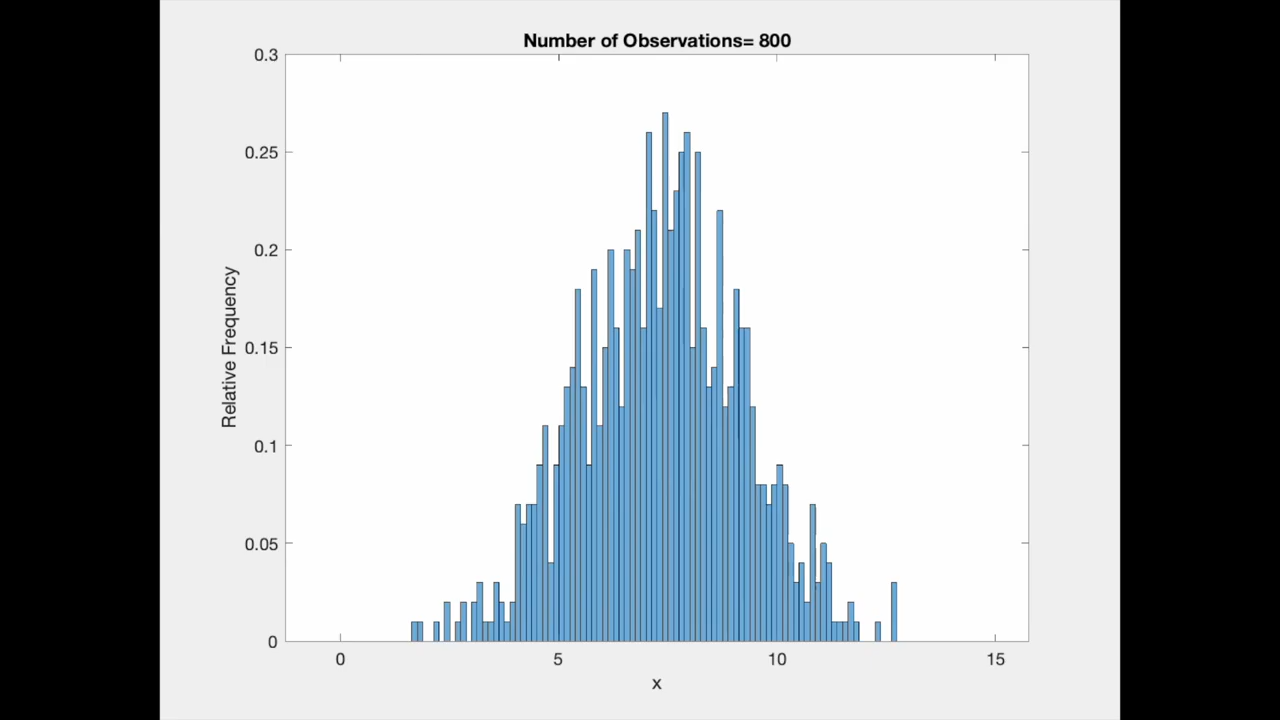 Number of Observations= 800
0.3
0.25
0.2
0.15
0.1
0.05
0
Relative Frequency
0 5 10 15
x